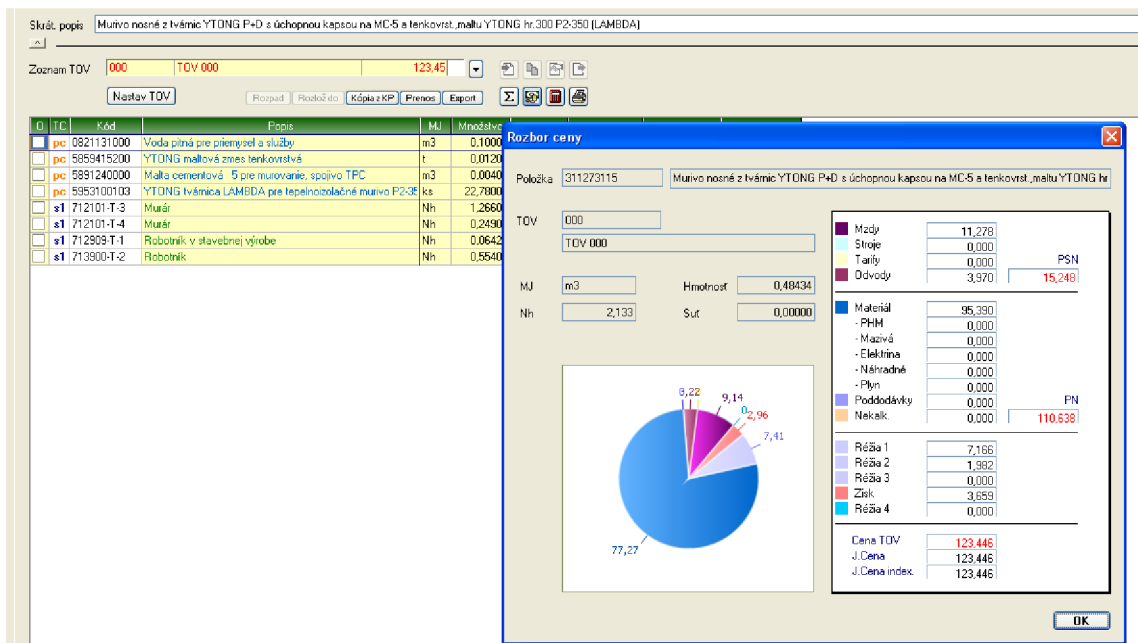 Skrát. popis Murivo nosné z tvárnic YTONG P+D s úchopnou kapsou na MC-5 a tenkovrst.,maltu YTONG hr.300 P2-350 (LAMBDA)
Zoznam TOV 000 TOV 000 123,45
Nastav TOV Rozpad Rozlož do Kópia z KP Prenos Export
O TC Kód Popis MJ Množstvo
pc 0821131000 Voda pitná pre priemysel a služby m3 0,1000
pc 5859415200 YTONG maltová zmes tenkovrstvá t 0,0120
pc 5891240000 Malta cementová 5 pre murovanie, spojivo TPC m3 0,0040
pc 5953100103 YTONG tvárnica LAMBDA pre tepelnoizolačné murivo P2-35 ks 22,7800
s1 712101-T-3 Murár Nh 1,2660
s1 712101-T-4 Murár Nh 0,2490
s1 712909-T-1 Robotník v stavebnej výrobe Nh 0,0642
s1 713900-T-2 Robotník Nh 0,5540
Rozbor ceny
Položka 311273115 Murivo nosné z tvárnic YTONG P+D s úchopnou kapsou na MC-5 a tenkovrst.,maltu YTONG hr
TOV 000
TOV 000
MJ m3 Hmotnosť 0,48434
Nh 2,133 Suť 0,00000
9,14
2,96
7,41
77,27
Mzdy 11,278
Stroje 0,000
Tarify 0,000 PSN
Odvody 3,970 15,248
Materiál 95,390
- PHM 0,000
- Mazivá 0,000
- Elektrina 0,000
- Náhradné 0,000
- Plyn 0,000
Poddodávky 0,000 PN
Nekalk. 0,000 110,638
Réžia 1 7,166
Réžia 2 1,982
Réžia 3 0,000
Zisk 3,659
Réžia 4 0,000
Cena TOV 123,446
J.Cena 123,446
J.Cena index. 123,446
OK